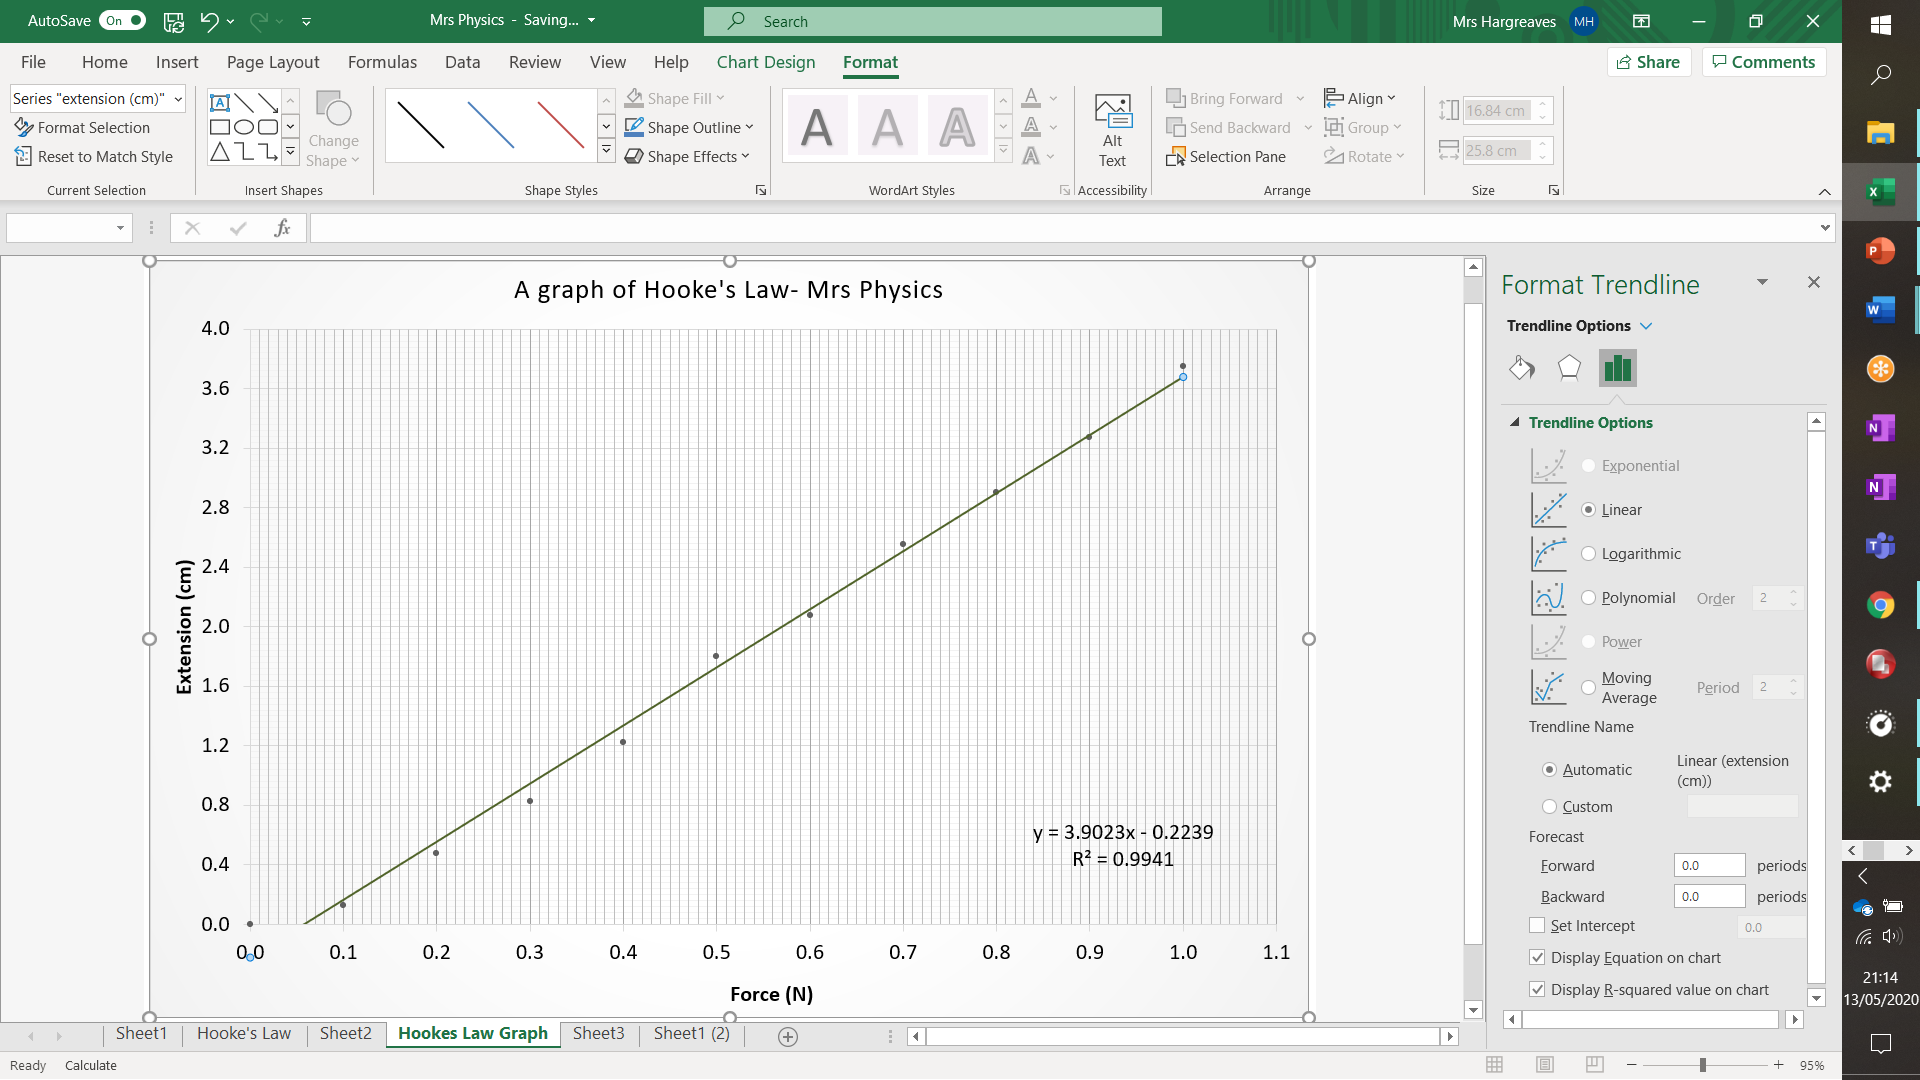 AutoSave On Mrs Physics - Saving... Search Mrs Hargreaves MH
File Home Insert Page Layout Formulas Data Review View Help Chart Design Format Share Comments
Series "extension (cm)"
Format Selection
Reset to Match Style
Current Selection
A
Change
Shape
Insert Shapes
Shape Fill
Shape Outline
Shape Effects
Shape Styles
A A A
A
A
A
WordArt Styles
Alt
Text
Accessibility
Bring Forward
Send Backward
Selection Pane
Align
Group
Rotate
Arrange
16.84 cm
25.8 cm
Size
fx
A graph of Hooke's Law- Mrs Physics
4.0
3.6
3.2
2.8
2.4
2.0
1.6
1.2
0.8
0.4
0.0
Extension (cm)
y = 3.9023x - 0.2239
R² = 0.9941
0.0 0.1 0.2 0.3 0.4 0.5 0.6 0.7 0.8 0.9 1.0 1.1
Force (N)
Format Trendline
Trendline Options
Trendline Options
Exponential
Linear
Logarithmic
Polynomial Order 2
Power
Moving
Average Period 2
Trendline Name
Automatic Linear (extension
(cm))
Custom
Forecast
Forward 0.0 periods
Backward 0.0 periods
Set Intercept 0.0
Display Equation on chart
Display R-squared value on chart
Sheet1 Hooke's Law Sheet2 Hookes Law Graph Sheet3 Sheet1 (2)
Ready Calculate 95%
X
P
W
N
N
T
21:14
13/05/2020